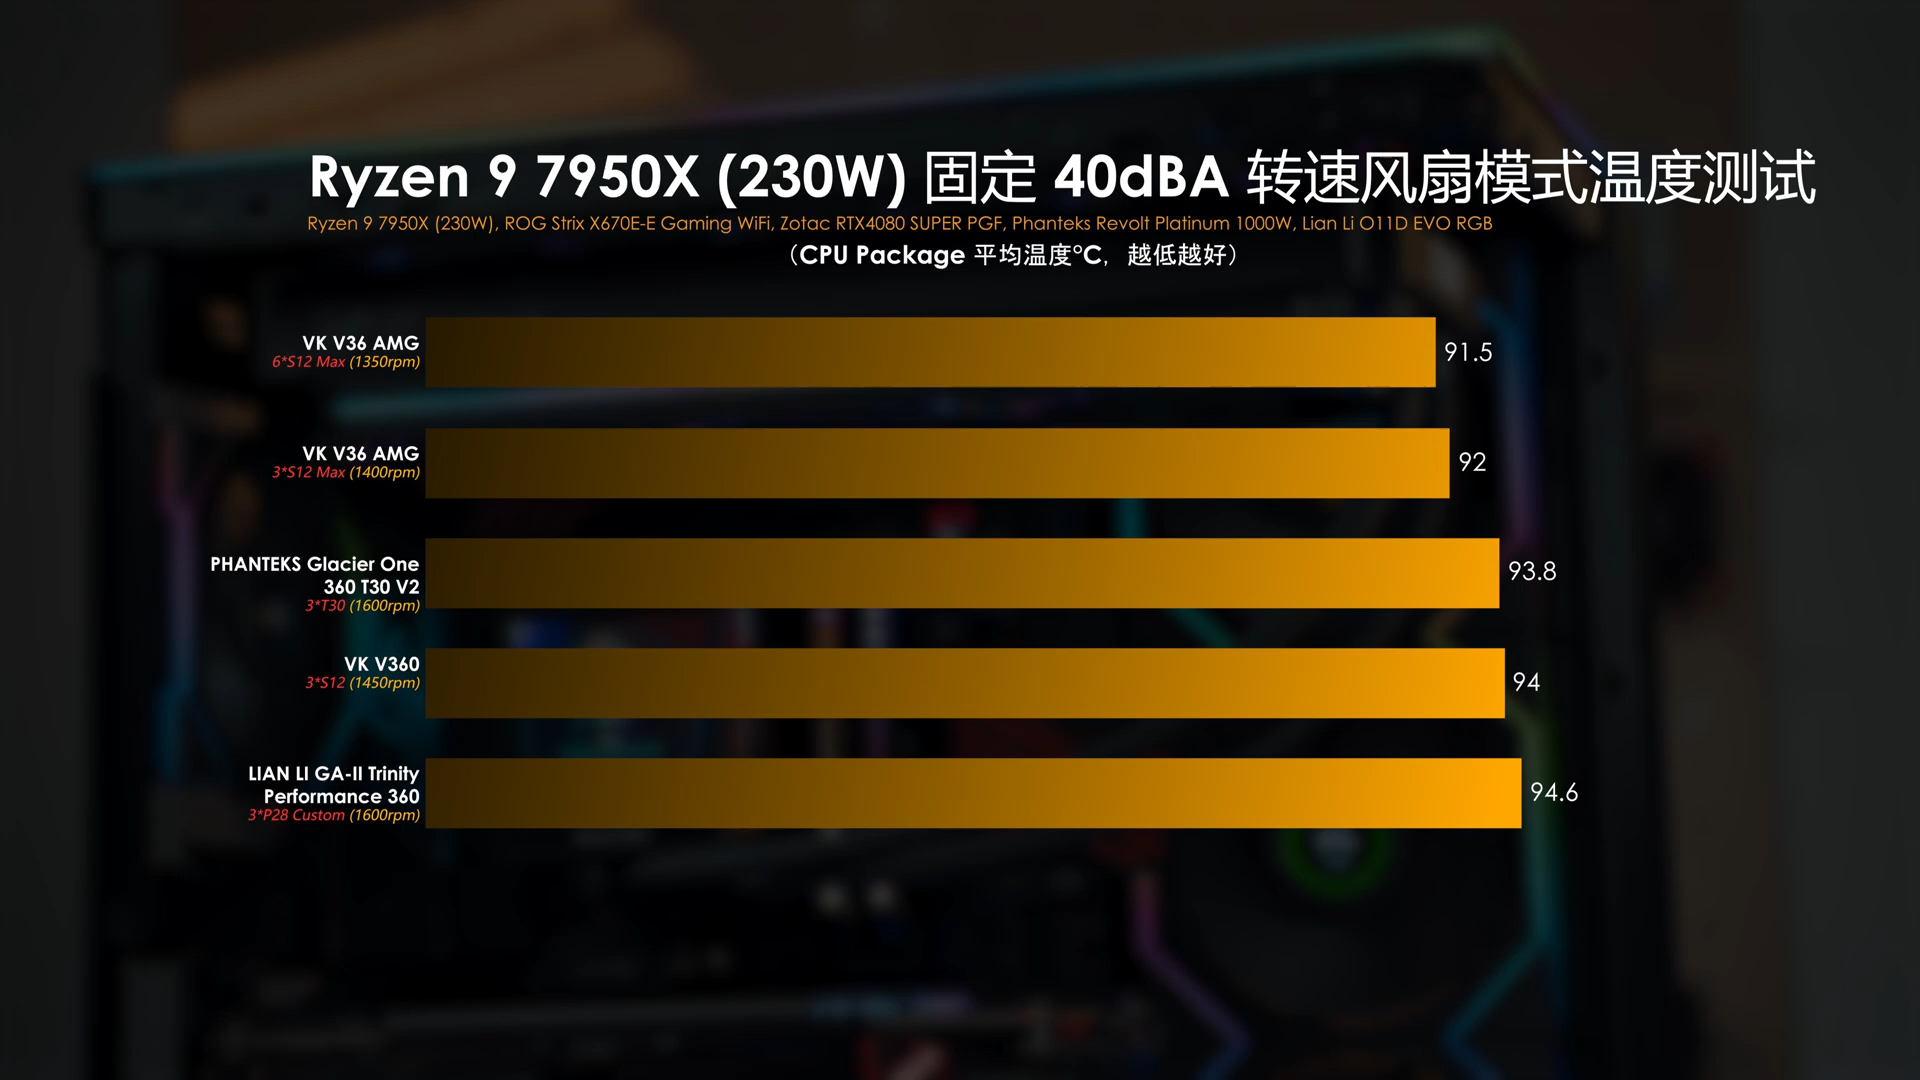 Ryzen 9 7950X (230W) 固定 40dBA 转速风扇模式温度测试
Ryzen 9 7950X (230W), ROG Strix X670E-E Gaming WiFi, Zotac RTX4080 SUPER PGF, Phanteks Revolt Platinum 1000W, Lian Li O11D EVO RGB
（CPU Package 平均温度°C，越低越好）
VK V36 AMG
6*S12 Max (1350rpm)
91.5
VK V36 AMG
3*S12 Max (1400rpm)
92
PHANTEKS Glacier One
360 T30 V2
3*T30 (1600rpm)
93.8
VK V360
3*S12 (1450rpm)
94
LIAN LI GA-II Trinity
Performance 360
3*P28 Custom (1600rpm)
94.6